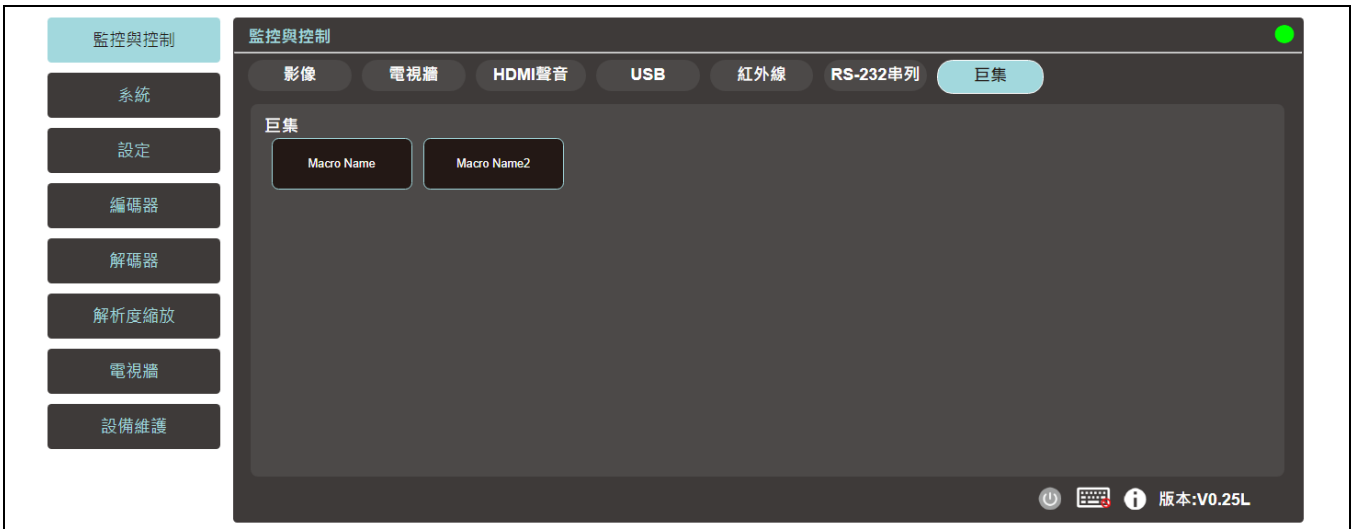 監控與控制
系統
設定
編碼器
解碼器
解析度縮放
電視牆
設備維護
監控與控制
影像 電視牆 HDMI聲音 USB 紅外線 RS-232串列 巨集
巨集
Macro Name Macro Name2
版本:V0.25L